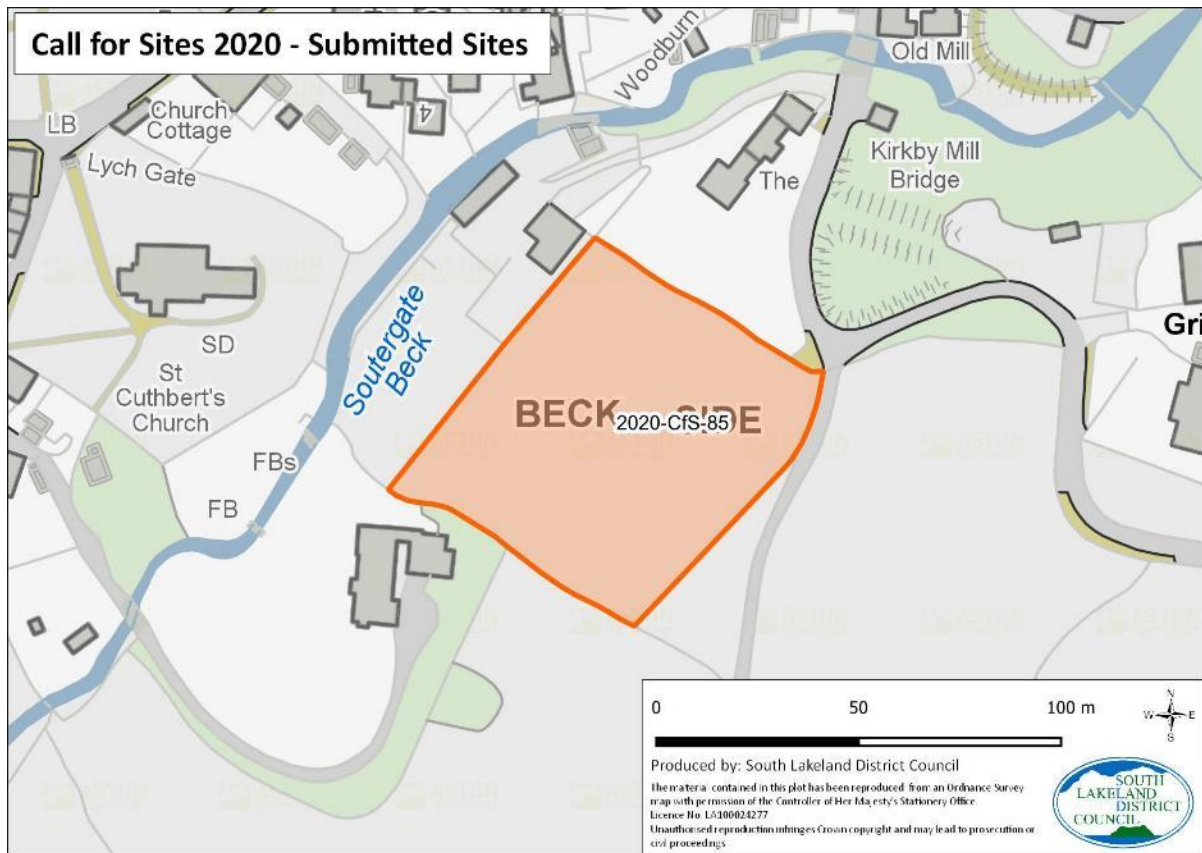 Call for Sites 2020 - Submitted Sites
Woodburn
Old Mill
LB
Church
Cottage
4
Lych Gate
The
Kirkby Mill
Bridge
Soutergate
Beck
Gri
SD
St
Cuthbert's
Church
BECK SIDE
2020-CfS-85
FBs
FB
0 50 100 m
N
W E
S
Produced by: South Lakeland District Council
The material contained in this plot has been reproduced from an Ordnance Survey
map with permission of the Controller of Her Majesty's Stationery Office.
Licence No. LA100024277
Unauthorised reproduction infringes Crown copyright and may lead to prosecution or
civil proceedings
SOUTH
LAKELAND
DISTRICT
COUNCIL